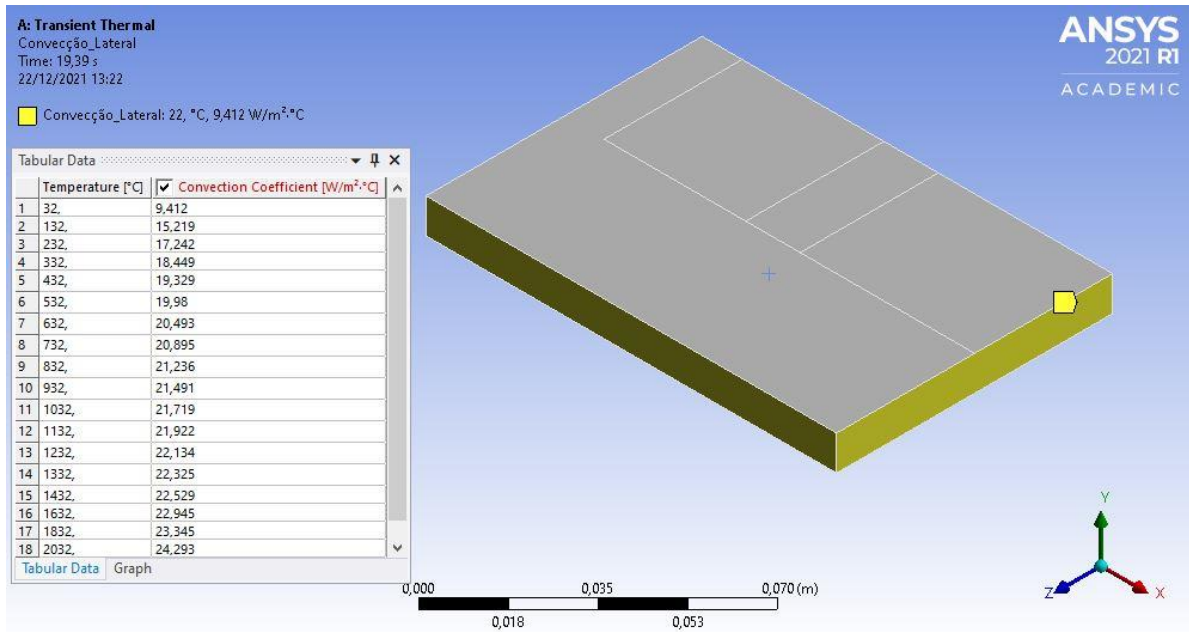 A: Transient Thermal
Convecção_Lateral
Time: 19,39 s
22/12/2021 13:22
Convecção_Lateral: 22, °C, 9,412 W/m²·°C
ANSYS
2021 R1
ACADEMIC
Tabular Data
Temperature [°C] Convection Coefficient [W/m²·°C]
1 32, 9,412
2 132, 15,219
3 232, 17,242
4 332, 18,449
5 432, 19,329
6 532, 19,98
7 632, 20,493
8 732, 20,895
9 832, 21,236
10 932, 21,491
11 1032, 21,719
12 1132, 21,922
13 1232, 22,134
14 1332, 22,325
15 1432, 22,529
16 1632, 22,945
17 1832, 23,345
18 2032, 24,293
Tabular Data Graph
0,000 0,035 0,070 (m)
0,018 0,053
Y
Z X